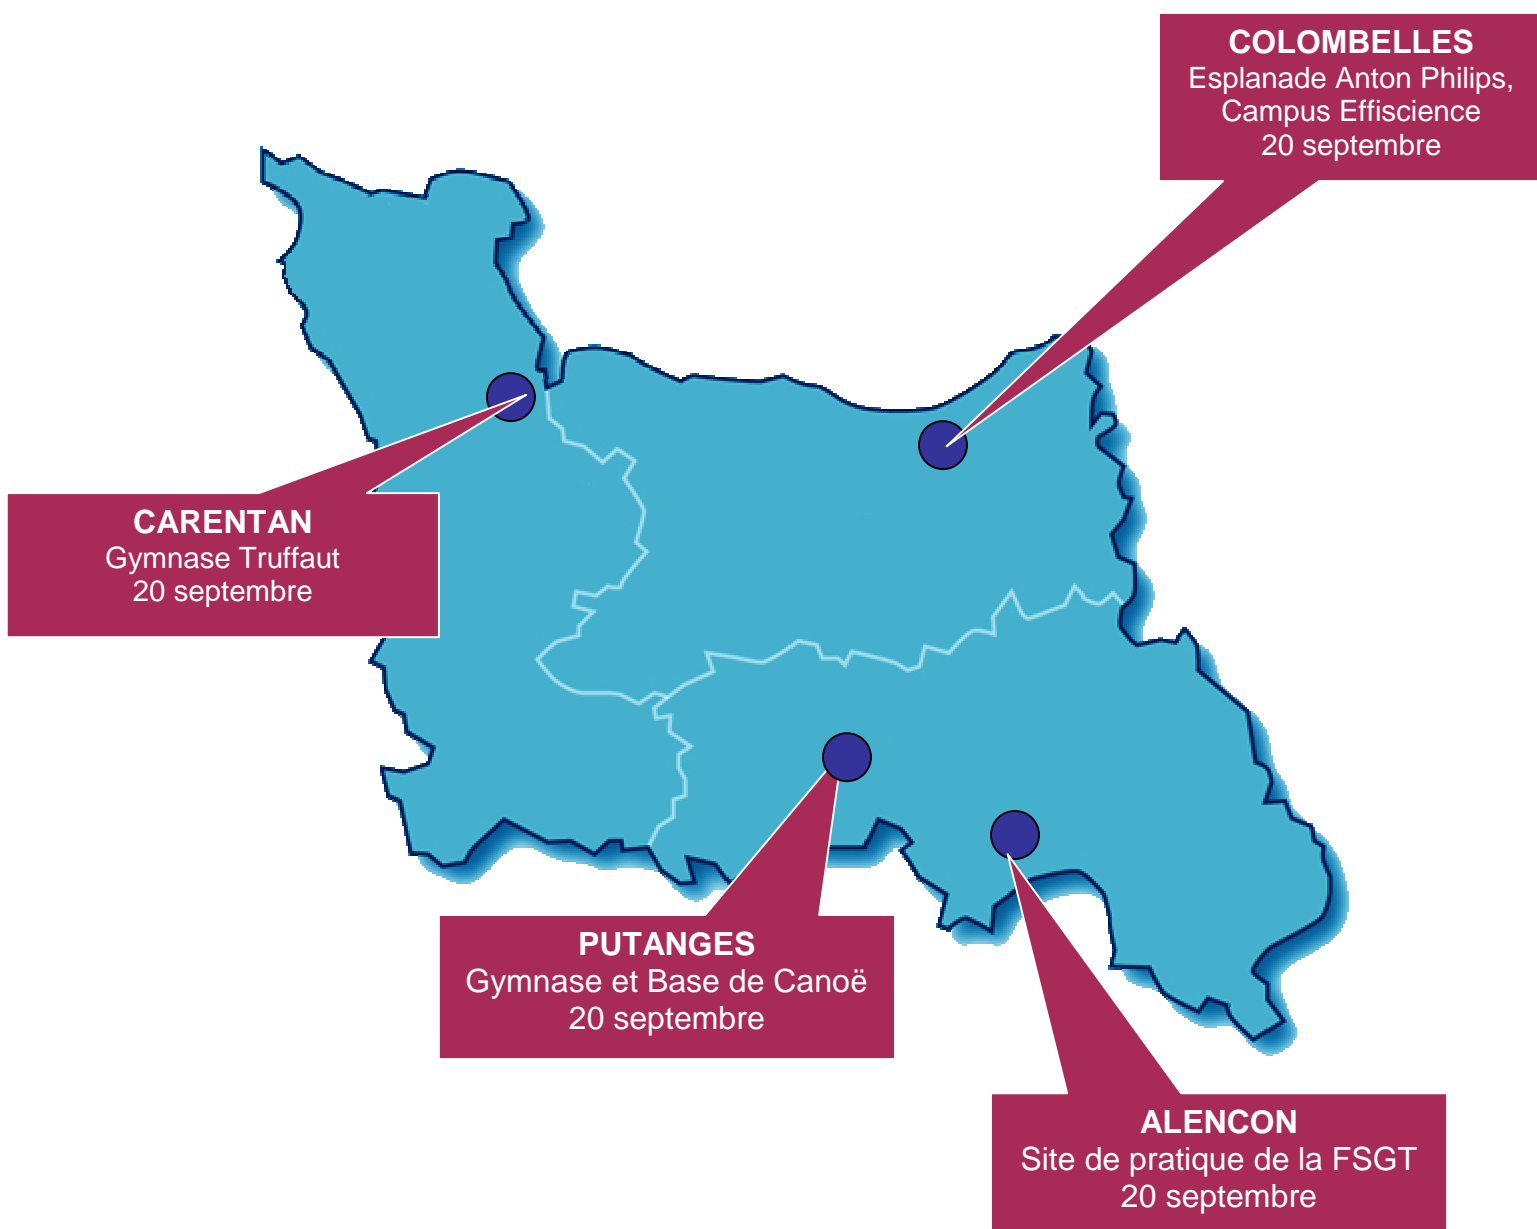 COLOMBELLES
Esplanade Anton Philips,
Campus Effiscience
20 septembre
CARENTAN
Gymnase Truffaut
20 septembre
PUTANGES
Gymnase et Base de Canoë
20 septembre
ALENCON
Site de pratique de la FSGT
20 septembre